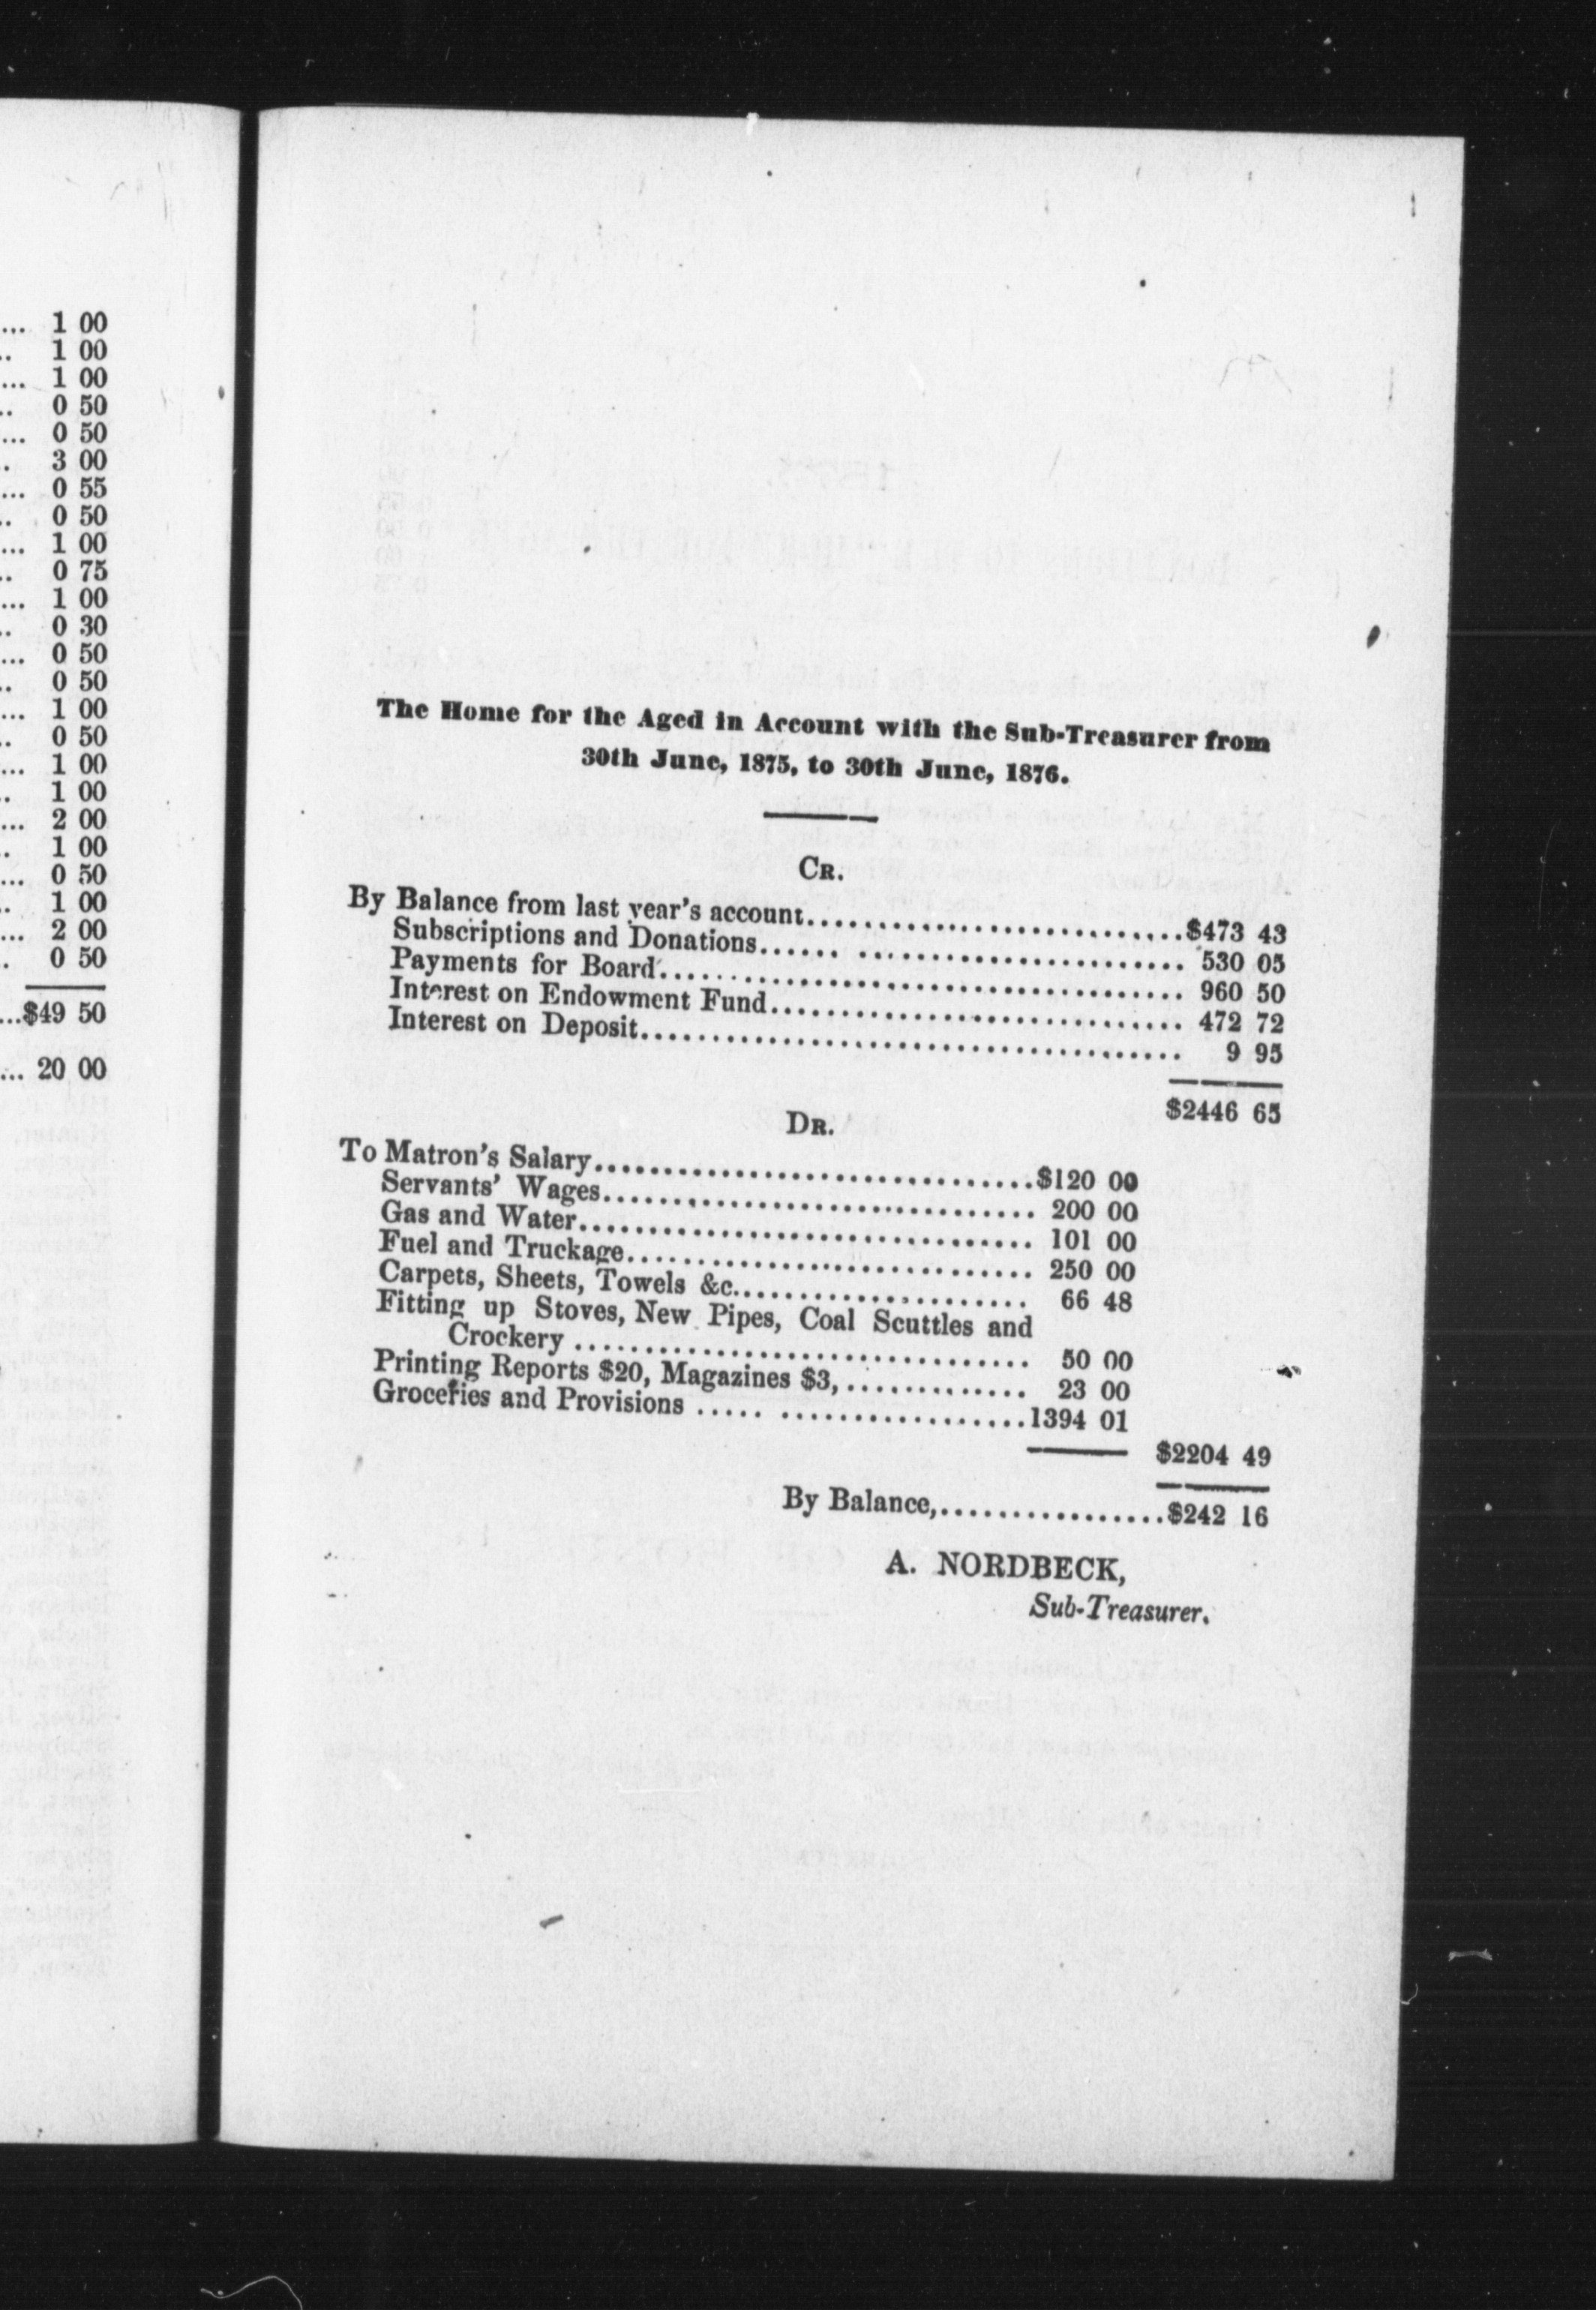 ... 1 00
.. 1 00
... 1 00
.. 0 50
... 0 50
.. 3 00
... 0 55
.. 0 50
... 1 00
.. 0 75
... 1 00
.. 0 30
... 0 50
.. 0 50
... 1 00
.. 0 50
... 1 00
.. 1 00
... 2 00
.. 1 00
... 0 50
.. 1 00
... 2 00
.. 0 50
...$49 50
... 20 00
The Home for the Aged in Account with the Sub-Treasurer from
30th June, 1875, to 30th June, 1876.
CR.
By Balance from last year's account..............................$473 43
Subscriptions and Donations...... ........................ 530 05
Payments for Board...................................... 960 50
Interest on Endowment Fund.............................. 472 72
Interest on Deposit....................................... 9 95
$2446 65
DR.
To Matron's Salary................................$120 00
Servants' Wages................................ 200 00
Gas and Water................................ 101 00
Fuel and Truckage.............................. 250 00
Carpets, Sheets, Towels &c...................... 66 48
Fitting up Stoves, New Pipes, Coal Scuttles and
Crockery ................................ 50 00
Printing Reports $20, Magazines $3,............. 23 00
Groceries and Provisions ..... ..................1394 01
$2204 49
By Balance,................$242 16
A. NORDBECK,
Sub-Treasurer.